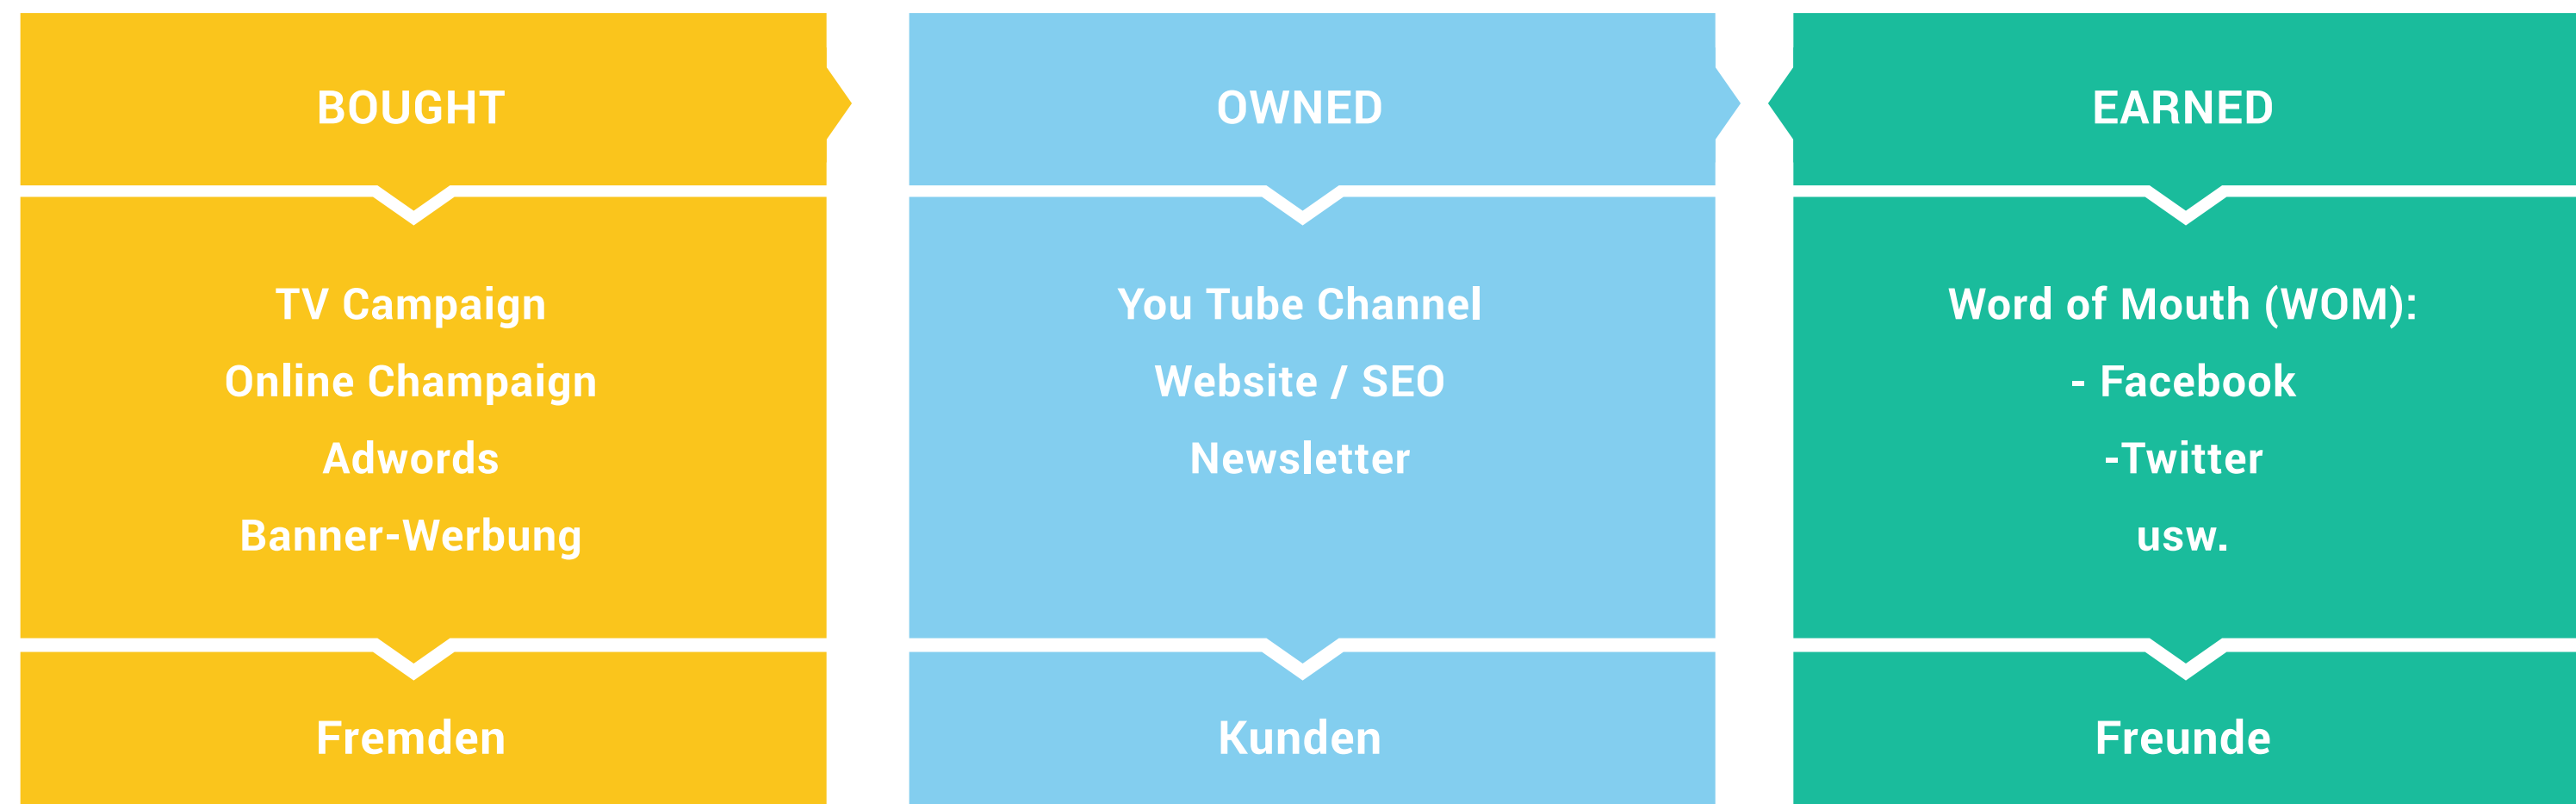 BOUGHT
TV Campaign
Online Champaign
Adwords
Banner-Werbung
Fremden
OWNED
You Tube Channel
Website / SEO
Newsletter
Kunden
EARNED
Word of Mouth (WOM):
- Facebook
-Twitter
usw.
Freunde